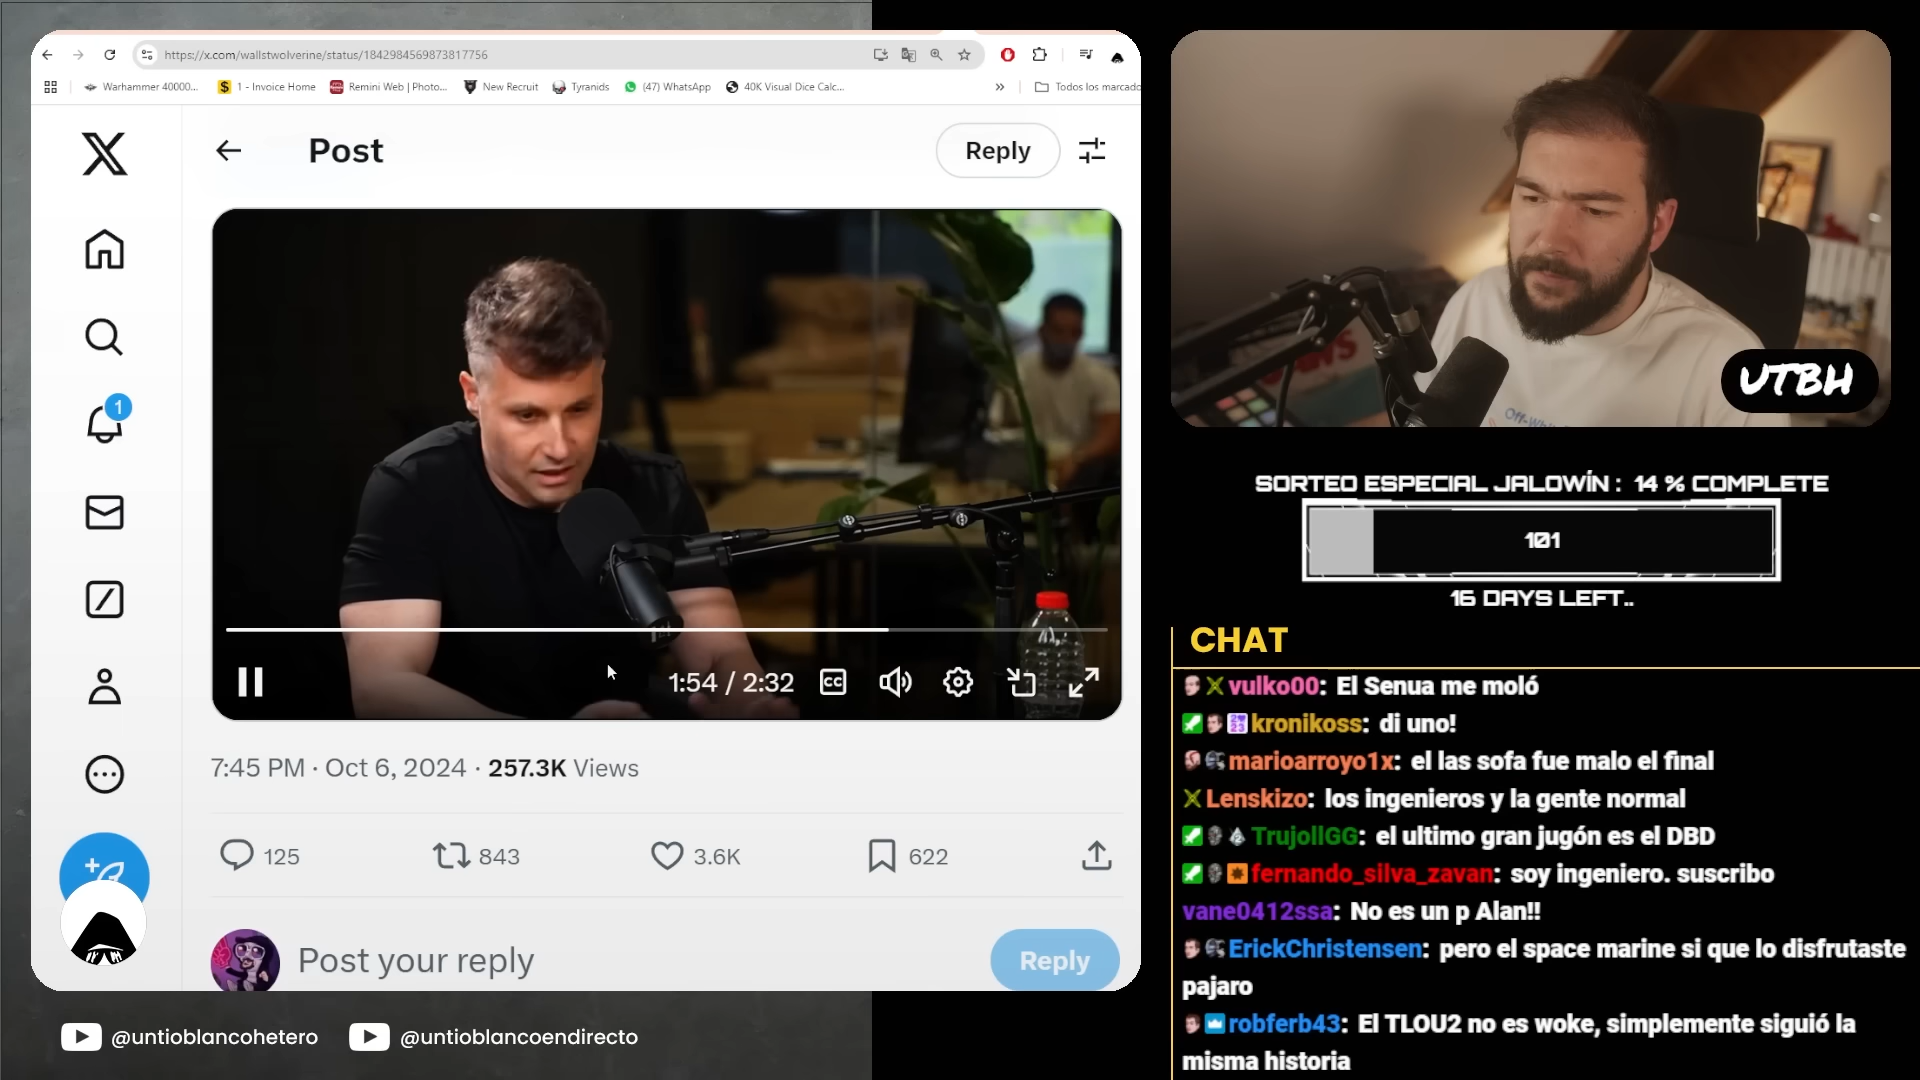 https://x.com/wallstwolverine/status/1842984569873817756
Warhammer 40000...
1 - Invoice Home
Remini Web | Photo...
New Recruit
Tyranids
(47) WhatsApp
40K Visual Dice Calc...
»
Todos los marcado
Post
Reply
1
1:54 / 2:32
CC
7:45 PM · Oct 6, 2024 · 257.3K Views
125
843
3.6K
622
Post your reply
Reply
@untioblancohetero
@untioblancoendirecto
UTBH
SORTEO ESPECIAL JALOWÍN : 14 % COMPLETE
101
16 DAYS LEFT..
CHAT
vulko00: El Senua me moló
kronikoss: di uno!
marioarroyo1x: el las sofa fue malo el final
Lenskizo: los ingenieros y la gente normal
TrujollGG: el ultimo gran jugón es el DBD
fernando_silva_zavan: soy ingeniero. suscribo
vane0412ssa: No es un p Alan!!
ErickChristensen: pero el space marine si que lo disfrutaste
pajaro
robferb43: El TLOU2 no es woke, simplemente siguió la
misma historia